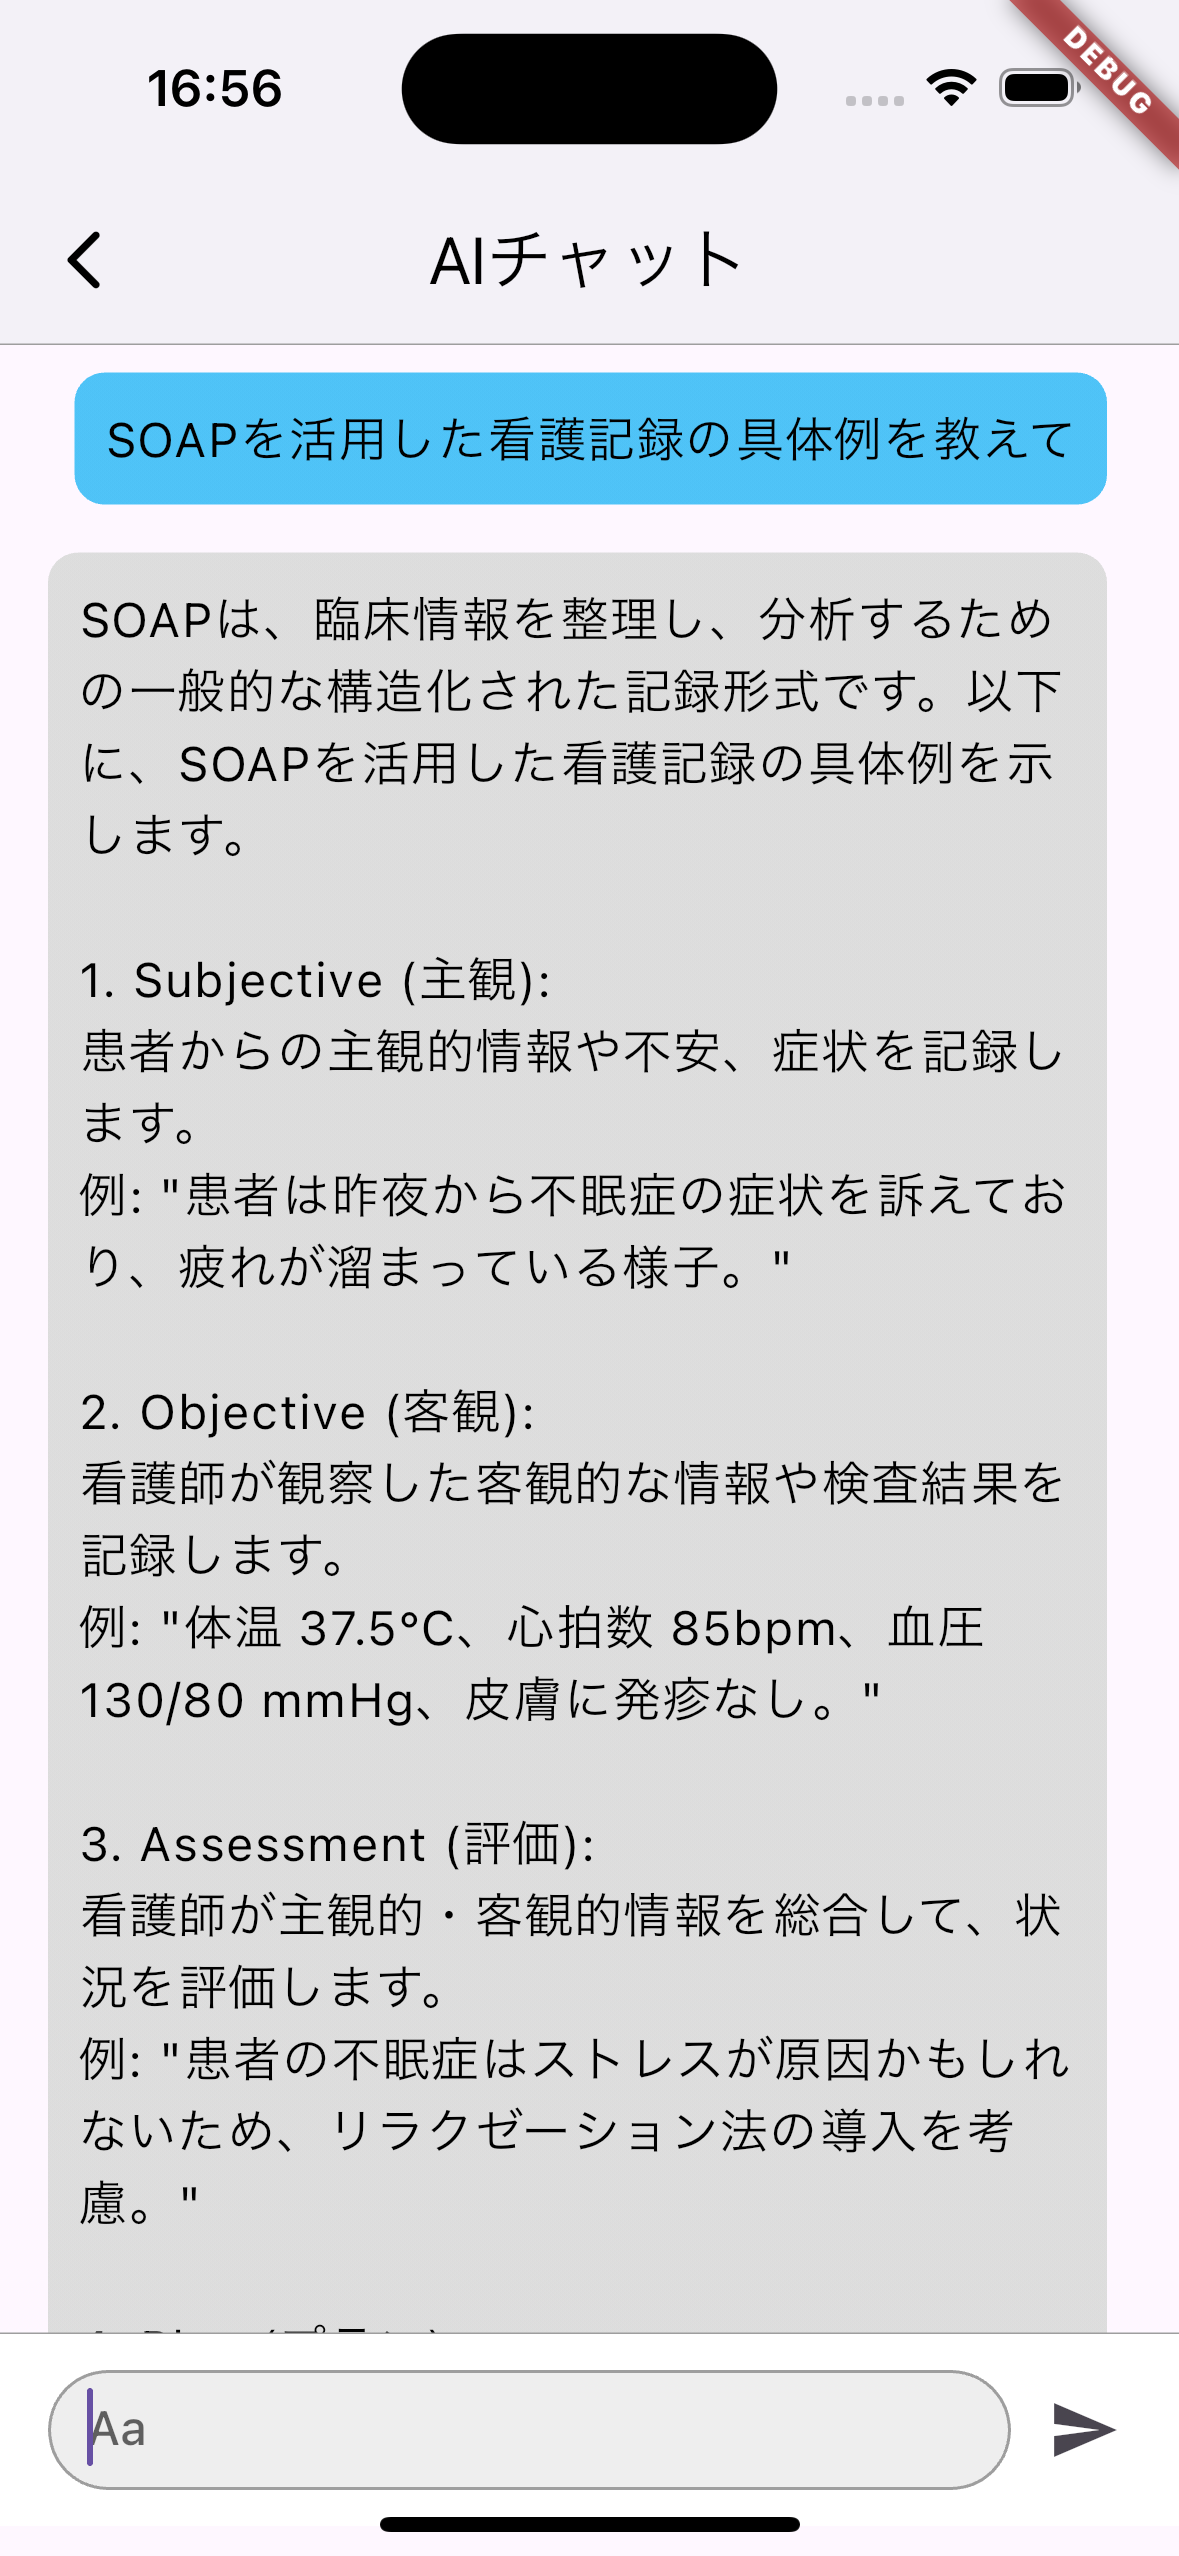 16:56
DEBUG
AIチャット
SOAPを活用した看護記録の具体例を教えて
SOAPは、臨床情報を整理し、分析するため
の一般的な構造化された記録形式です。以下
に、SOAPを活用した看護記録の具体例を示
します。
1. Subjective (主観):
患者からの主観的情報や不安、症状を記録し
ます。
例: "患者は昨夜から不眠症の症状を訴えてお
り、疲れが溜まっている様子。"
2. Objective (客観):
看護師が観察した客観的な情報や検査結果を
記録します。
例: "体温 37.5°C、心拍数 85bpm、血圧
130/80 mmHg、皮膚に発疹なし。"
3. Assessment (評価):
看護師が主観的・客観的情報を総合して、状
況を評価します。
例: "患者の不眠症はストレスが原因かもしれ
ないため、リラクゼーション法の導入を考
慮。"
Aa